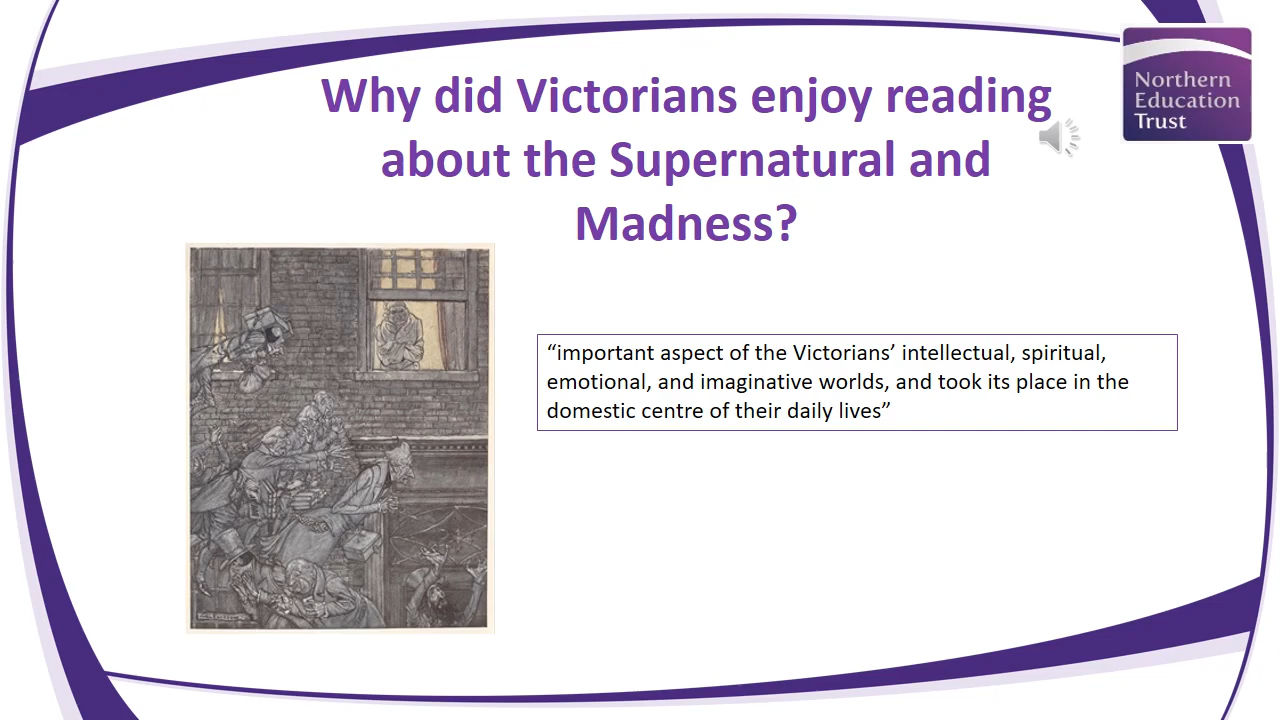 Why did Victorians enjoy reading
about the Supernatural and
Madness?
Northern
Education
Trust
“important aspect of the Victorians’ intellectual, spiritual,
emotional, and imaginative worlds, and took its place in the
domestic centre of their daily lives”